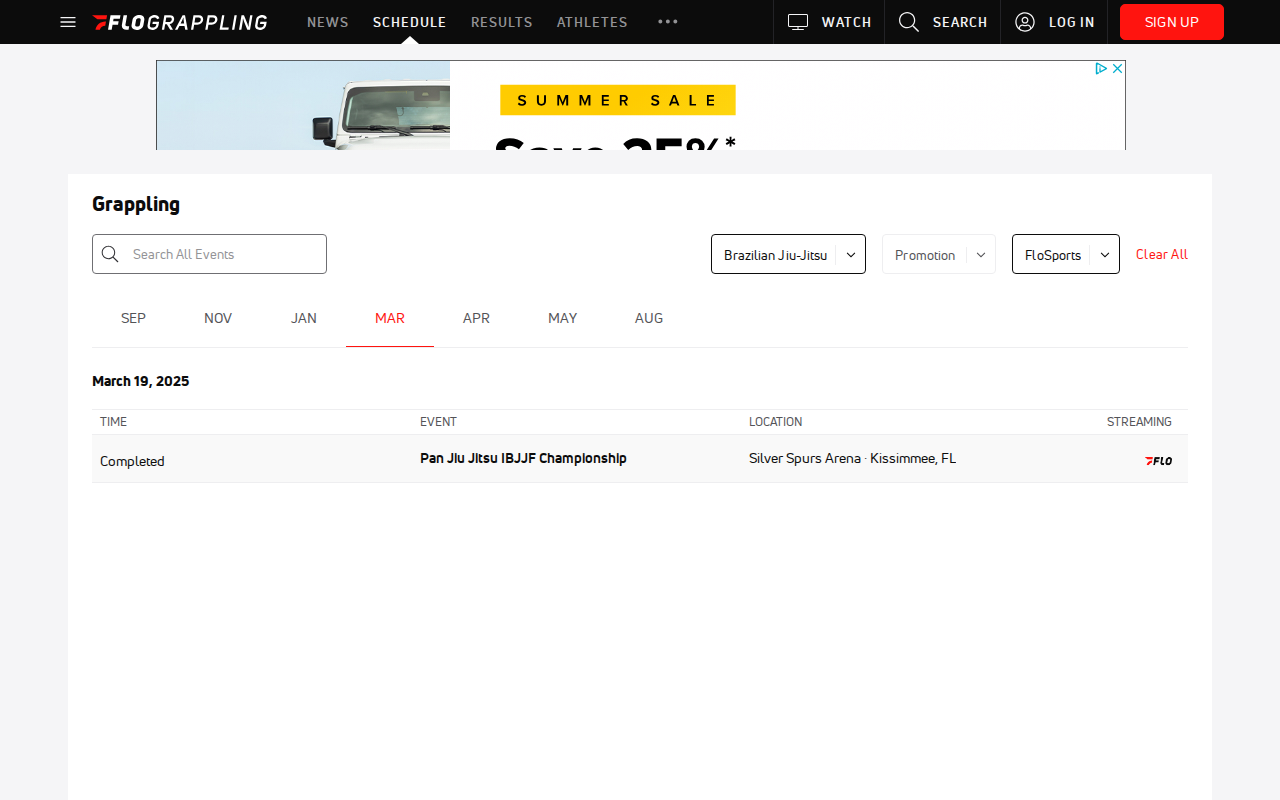 FLOGRAPPLING NEWS SCHEDULE RESULTS ATHLETES WATCH SEARCH LOG IN SIGN UP
SUMMER SALE
Save 25%*
Grappling
Search All Events Brazilian Jiu-Jitsu Promotion FloSports Clear All
SEP NOV JAN MAR APR MAY AUG
March 19, 2025
TIME EVENT LOCATION STREAMING
Completed Pan Jiu Jitsu IBJJF Championship Silver Spurs Arena · Kissimmee, FL FLO